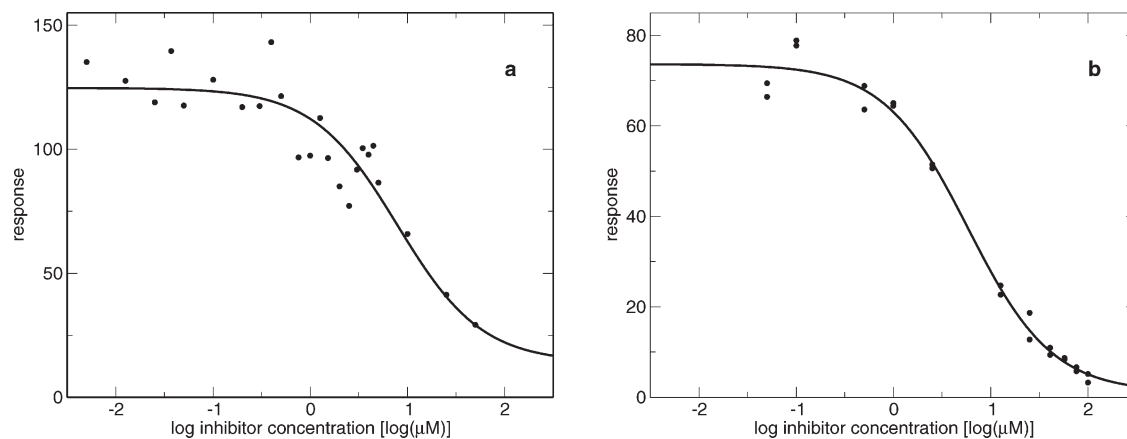 150
a
100
response
50
0
-2 -1 0 1 2
log inhibitor concentration [log(μM)]
80
b
60
response
40
20
0
-2 -1 0 1 2
log inhibitor concentration [log(μM)]